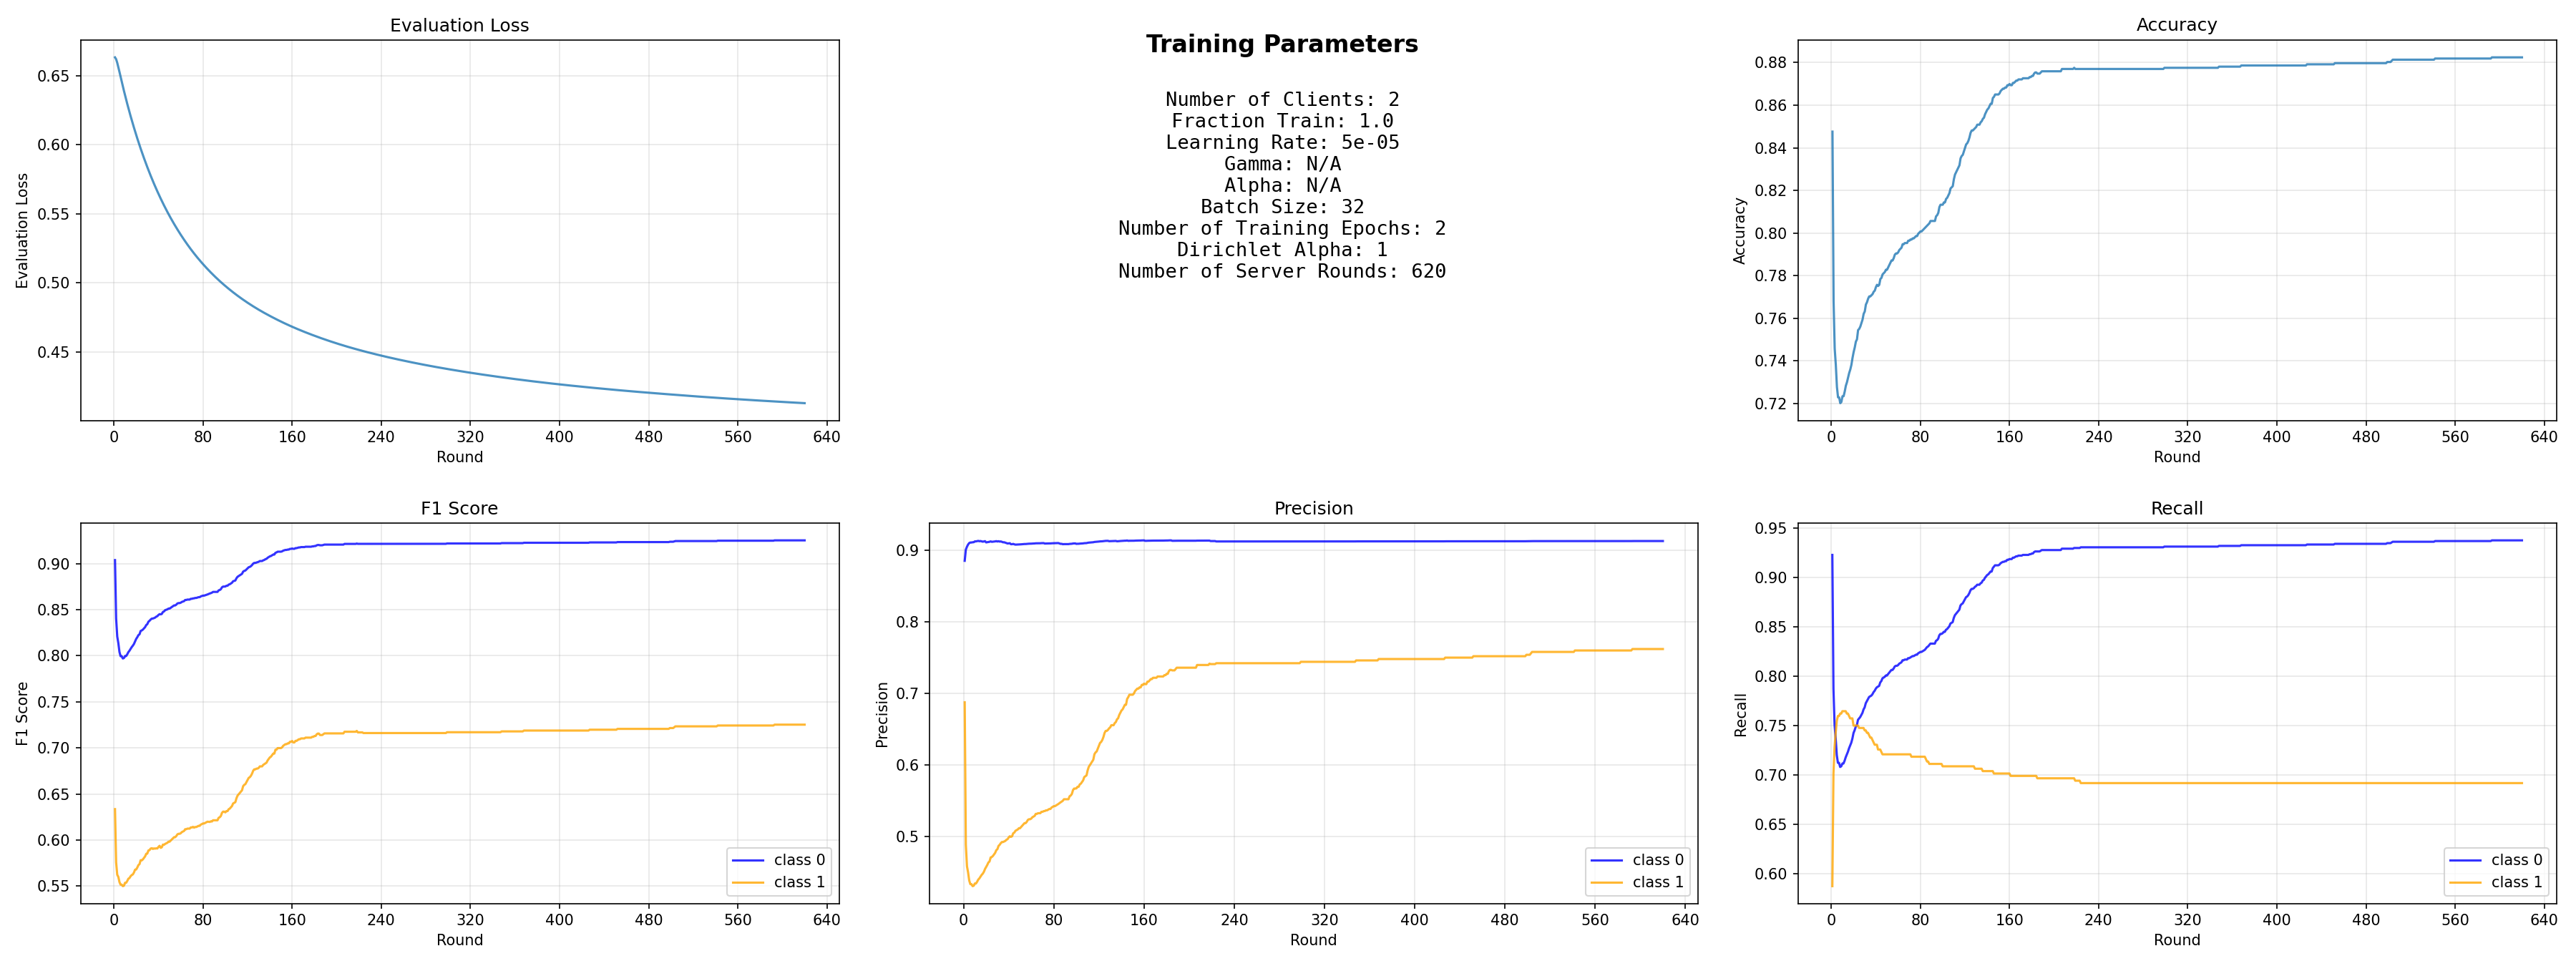 Evaluation Loss
Evaluation Loss
0.65
0.60
0.55
0.50
0.45
0 80 160 240 320 400 480 560 640
Round
Training Parameters
Number of Clients: 2
Fraction Train: 1.0
Learning Rate: 5e-05
Gamma: N/A
Alpha: N/A
Batch Size: 32
Number of Training Epochs: 2
Dirichlet Alpha: 1
Number of Server Rounds: 620
Accuracy
Accuracy
0.88
0.86
0.84
0.82
0.80
0.78
0.76
0.74
0.72
0 80 160 240 320 400 480 560 640
Round
F1 Score
F1 Score
0.90
0.85
0.80
0.75
0.70
0.65
0.60
0.55
class 0
class 1
0 80 160 240 320 400 480 560 640
Round
Precision
Precision
0.9
0.8
0.7
0.6
0.5
class 0
class 1
0 80 160 240 320 400 480 560 640
Round
Recall
Recall
0.95
0.90
0.85
0.80
0.75
0.70
0.65
0.60
class 0
class 1
0 80 160 240 320 400 480 560 640
Round